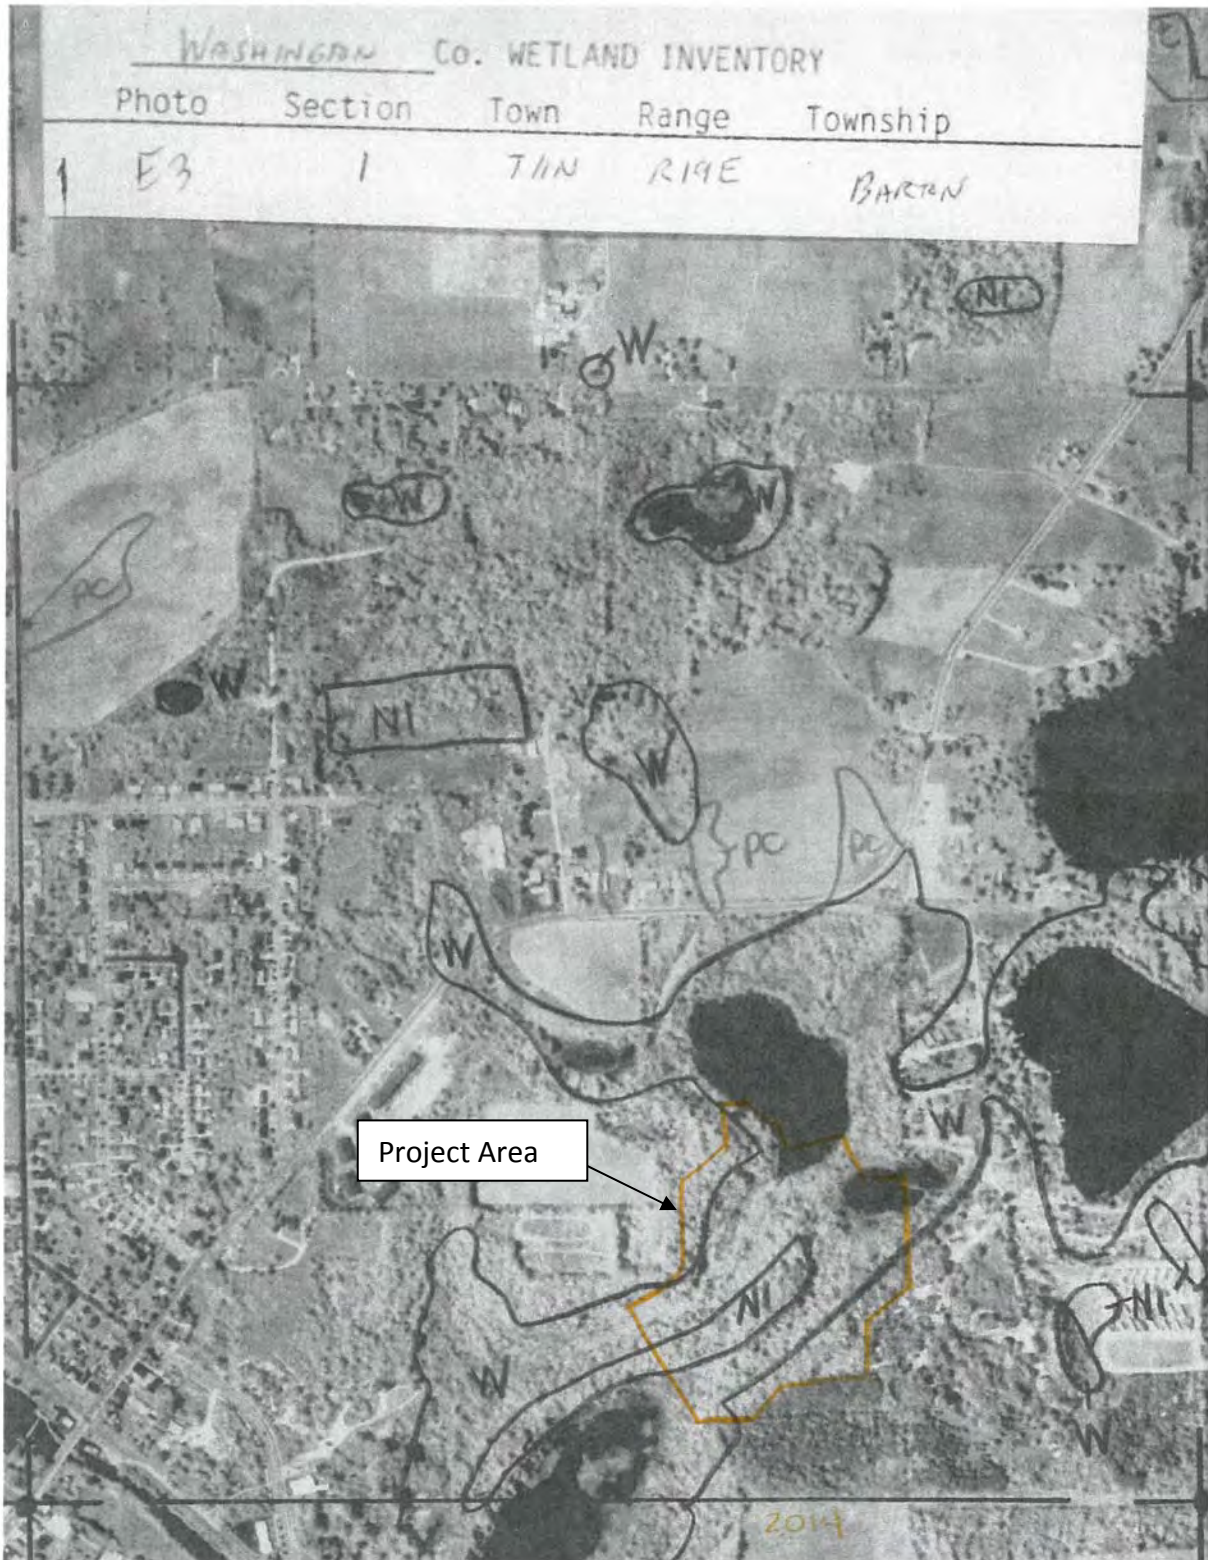 WASHINGTON Co. WETLAND INVENTORY
Photo Section Town Range Township
1 E3 1 T11N R19E BARTON
C
NI
W
W
W
PC
W
NI
W
PC
PC
W
W
Project Area
NI
NI
W
W
2014